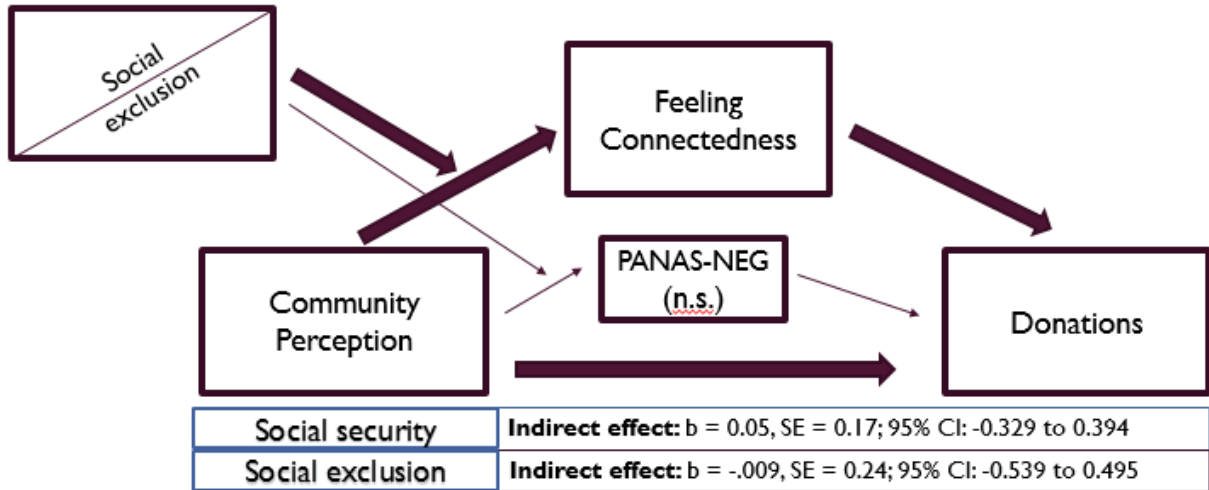 Social
exclusion
Feeling
Connectedness
Community
Perception
PANAS-NEG
(n.s.)
Donations
Social security
Indirect effect: b = 0.05, SE = 0.17; 95% CI: -0.329 to 0.394
Social exclusion
Indirect effect: b = -.009, SE = 0.24; 95% CI: -0.539 to 0.495